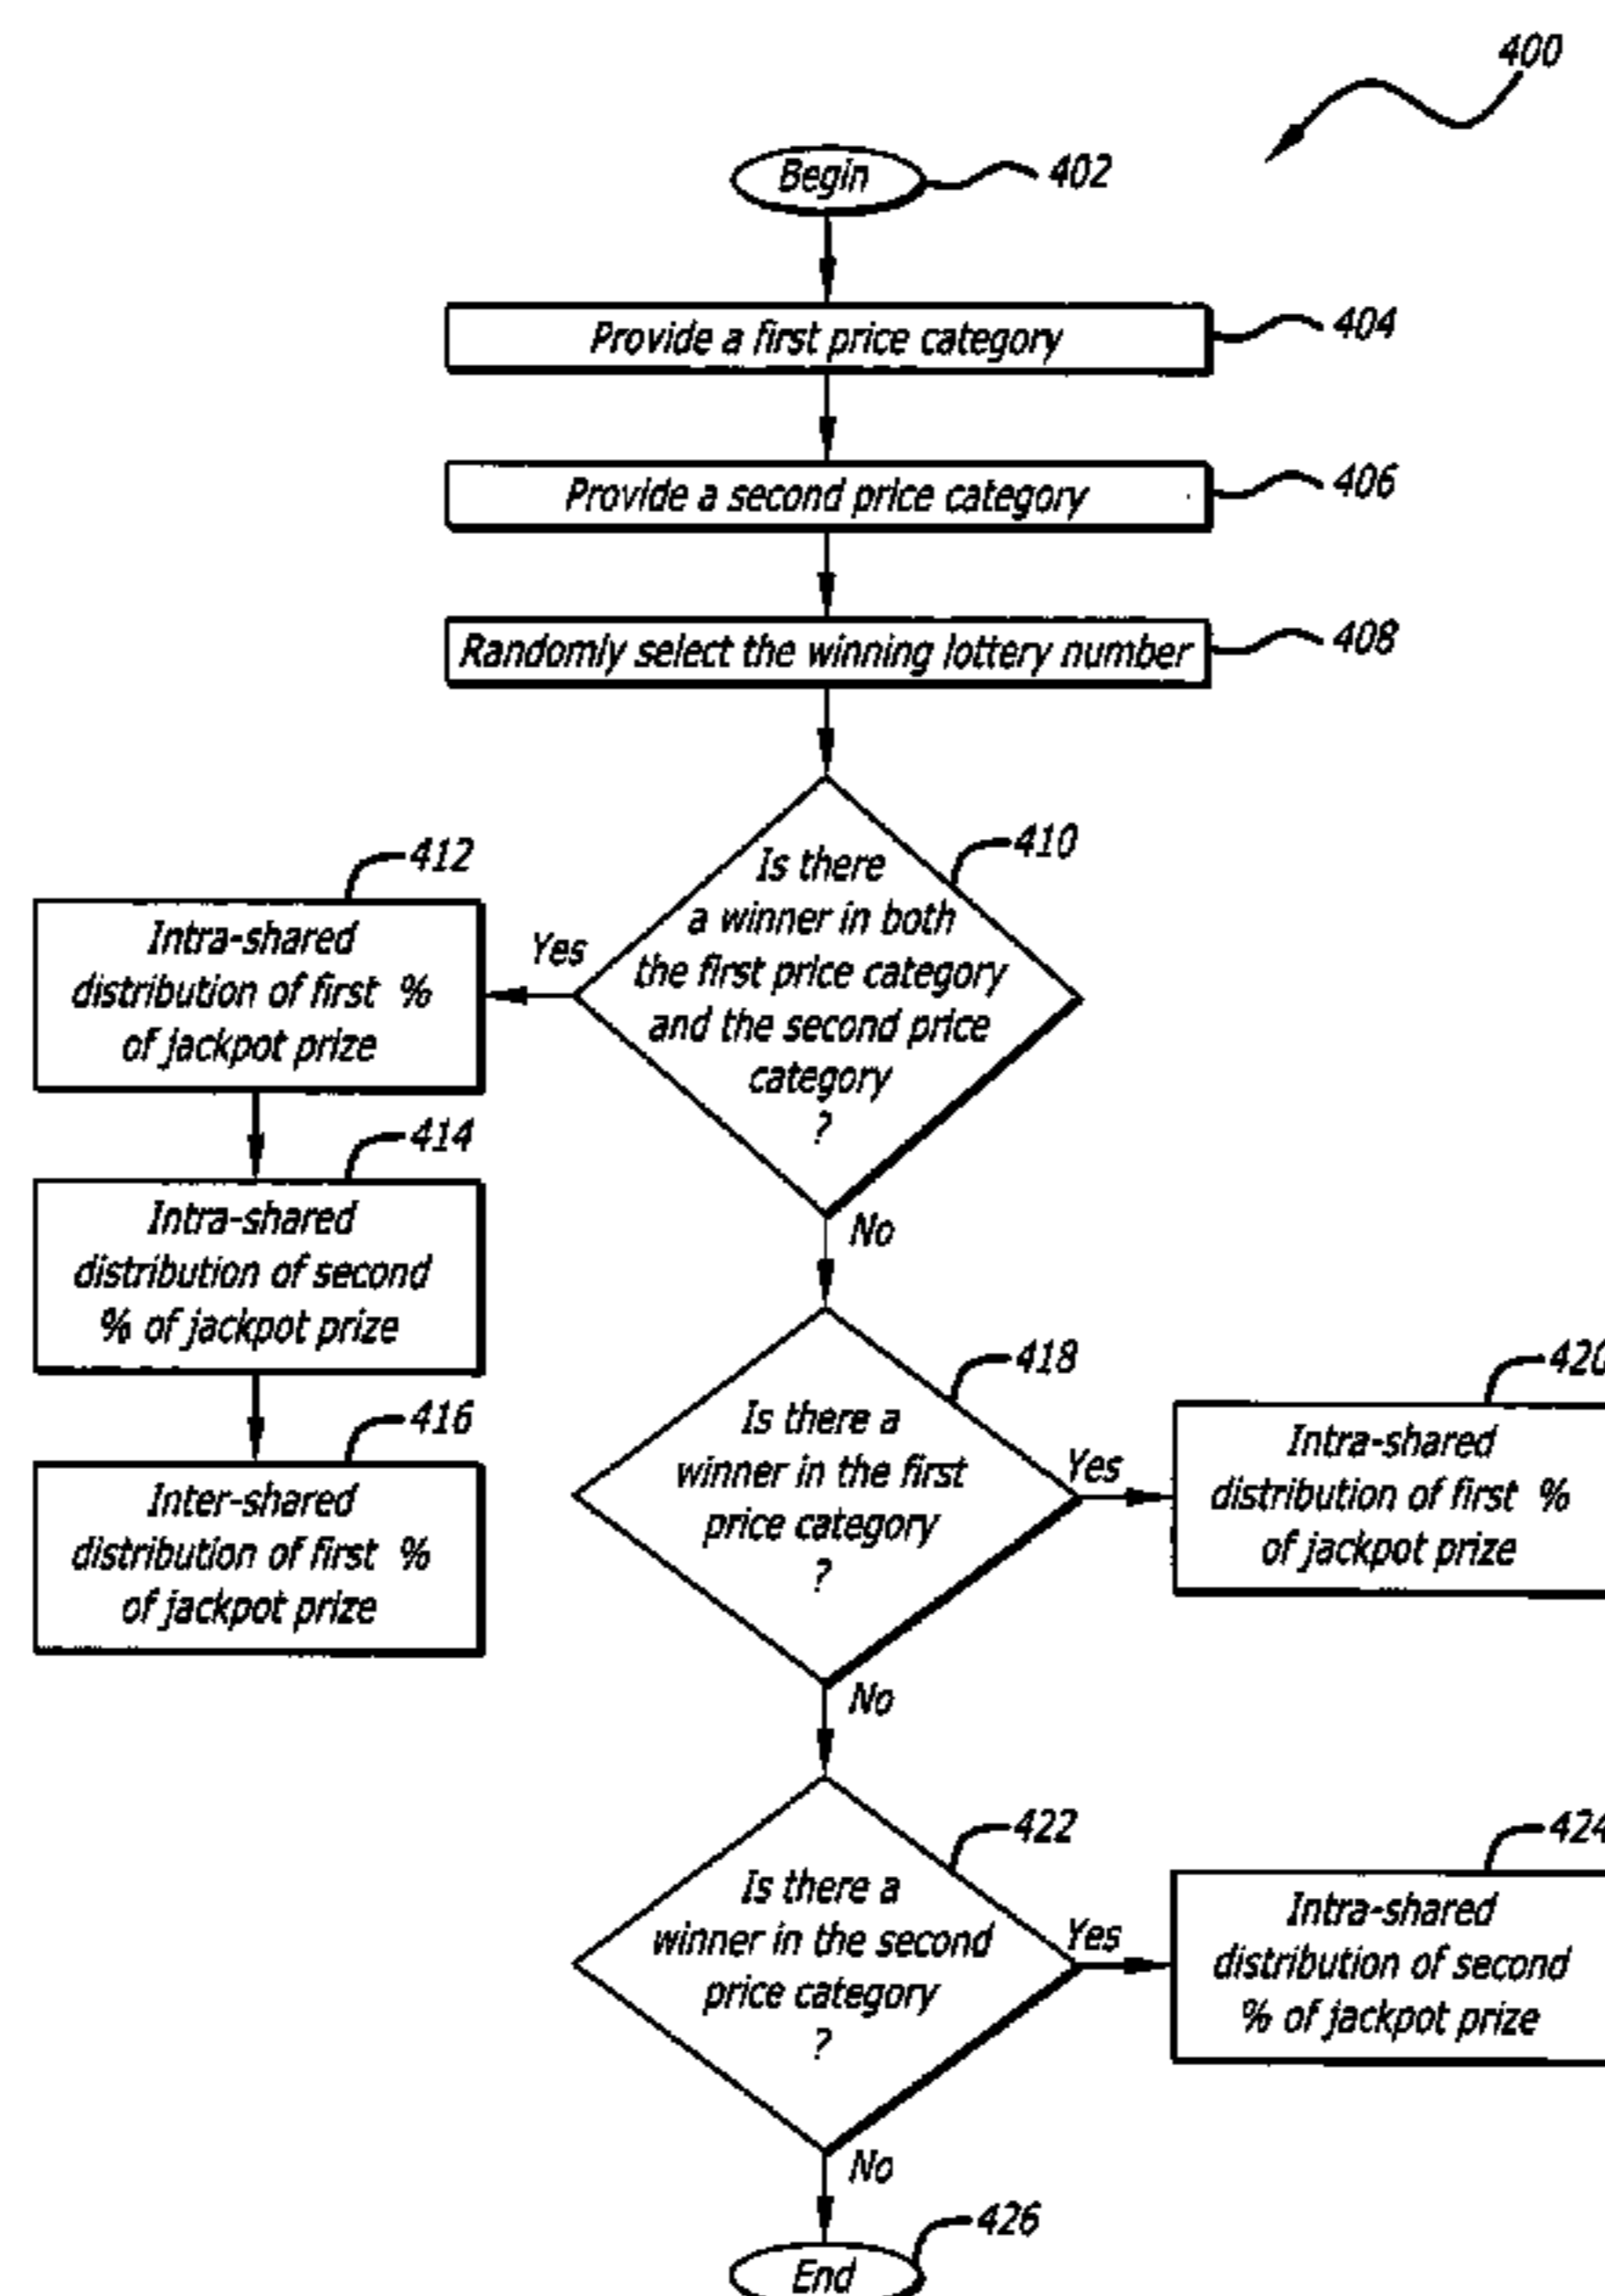 400
Begin
402
Provide a first price category
404
Provide a second price category
406
Randomly select the winning lottery number
408
Is there
a winner in both
the first price category
and the second price
category
?
410
Yes
412
Intra-shared
distribution of first %
of jackpot prize
414
Intra-shared
distribution of second
% of jackpot prize
416
Inter-shared
distribution of first %
of jackpot prize
No
418
Is there a
winner in the first
price category
?
Yes
420
Intra-shared
distribution of first %
of jackpot prize
No
422
Is there a
winner in the second
price category
?
Yes
424
Intra-shared
distribution of second
% of jackpot prize
No
426
End